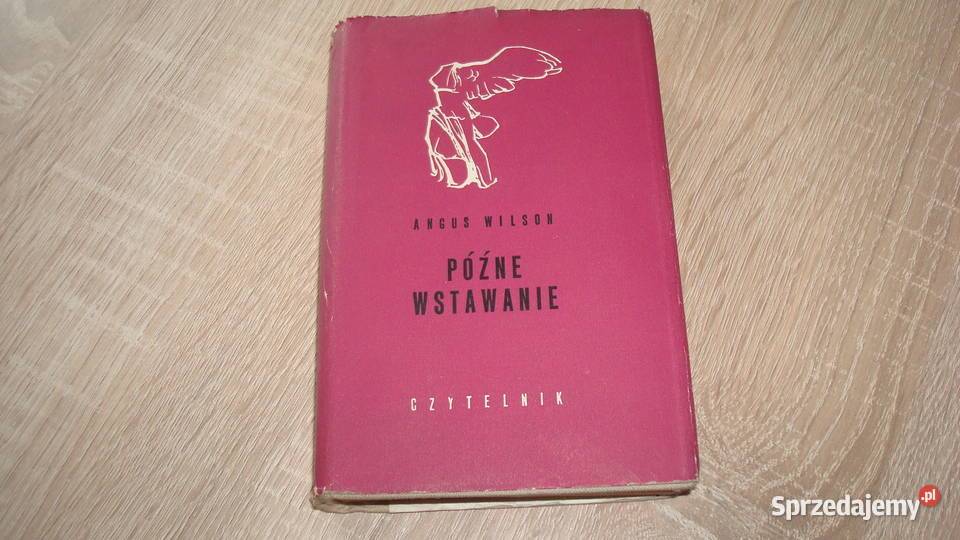 ANGUS WILSON
PÓŹNE
WSTAWANIE
CZYTELNIK
Sprzedajemy.pl